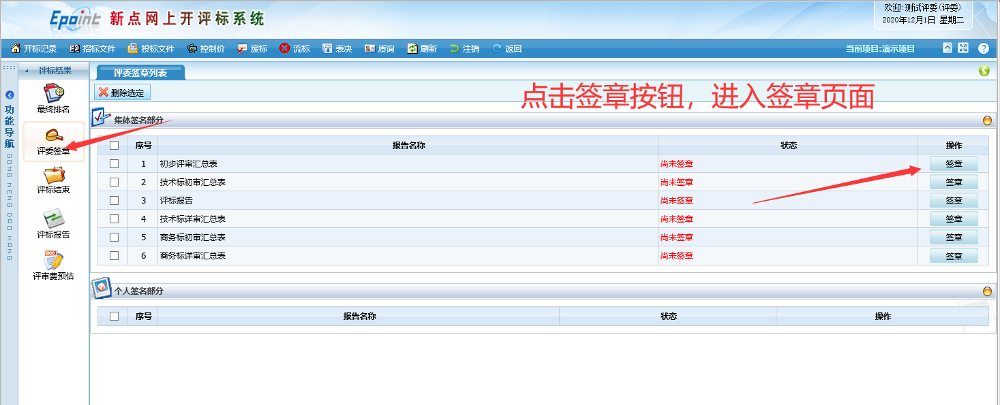 Epoint 新点网上开评标系统
欢迎:测试评委(评委)
2020年12月1日 星期二
开标记录 招标文件 投标文件 控制价 废标 流标 表决 质询 刷新 注销 返回 当前项目:演示项目
功能导航
GONG NENG DAO HANG
评标结果
最终排名
评委签章
评标结束
评标报告
DOC
评审费预估
评委签章列表
删除选定
点击签章按钮，进入签章页面
集体签名部分
序号 报告名称 状态 操作
1 初步评审汇总表 尚未签章 签章
2 技术标初审汇总表 尚未签章 签章
3 评标报告 尚未签章 签章
4 技术标详审汇总表 尚未签章 签章
5 商务标初审汇总表 尚未签章 签章
6 商务标详审汇总表 尚未签章 签章
个人签名部分
序号 报告名称 状态 操作